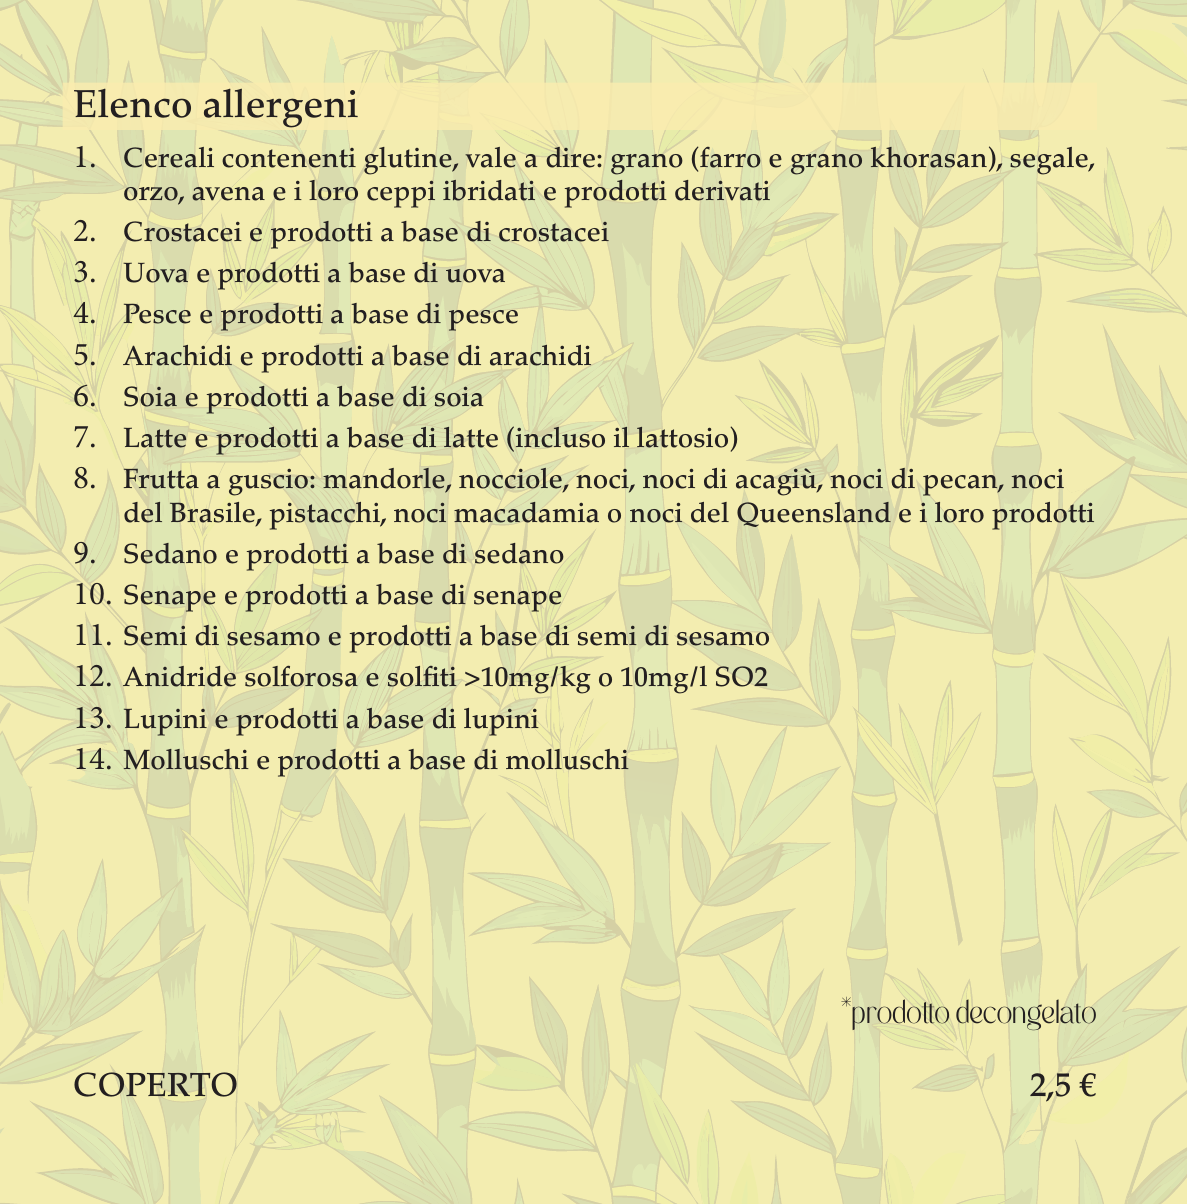 Elenco allergeni
1. Cereali contenenti glutine, vale a dire: grano (farro e grano khorasan), segale,
orzo, avena e i loro ceppi ibridati e prodotti derivati
2. Crostacei e prodotti a base di crostacei
3. Uova e prodotti a base di uova
4. Pesce e prodotti a base di pesce
5. Arachidi e prodotti a base di arachidi
6. Soia e prodotti a base di soia
7. Latte e prodotti a base di latte (incluso il lattosio)
8. Frutta a guscio: mandorle, nocciole, noci, noci di acagiù, noci di pecan, noci
del Brasile, pistacchi, noci macadamia o noci del Queensland e i loro prodotti
9. Sedano e prodotti a base di sedano
10. Senape e prodotti a base di senape
11. Semi di sesamo e prodotti a base di semi di sesamo
12. Anidride solforosa e solfiti >10mg/kg o 10mg/l SO2
13. Lupini e prodotti a base di lupini
14. Molluschi e prodotti a base di molluschi
*prodotto decongelato
COPERTO 2,5 €